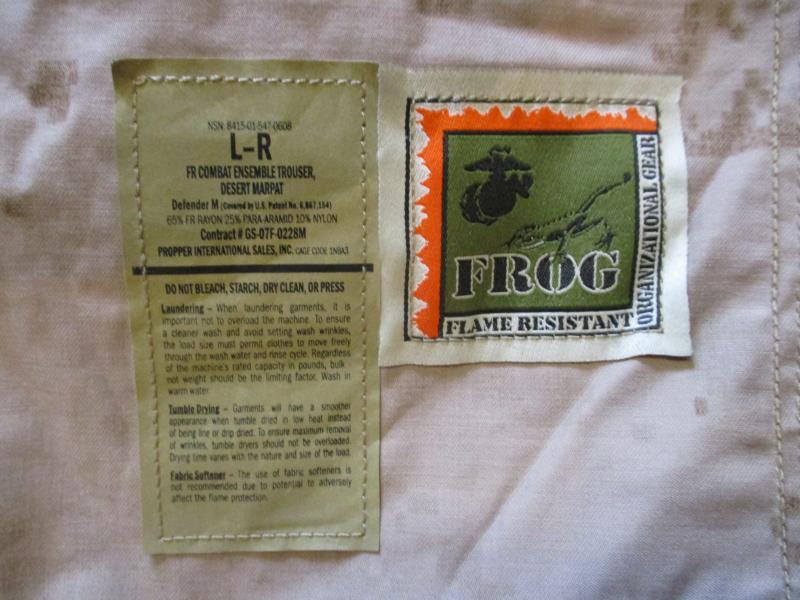 NSN: 8415-01-547-0608
L-R
FR COMBAT ENSEMBLE TROUSER,
DESERT MARPAT
Defender M (Covered by U.S. Patent No. 6,867,154)
65% FR RAYON 25% PARA-ARAMID 10% NYLON
Contract # GS-07F-0228M
PROPPER INTERNATIONAL SALES, INC. CAGE CODE 1N8A3
DO NOT BLEACH, STARCH, DRY CLEAN, OR PRESS
Laundering – When laundering garments, it is
important not to overload the machine. To ensure
a cleaner wash and avoid setting wash wrinkles,
the load size must permit clothes to move freely
through the wash water and rinse cycle. Regardless
of the machine's rated capacity in pounds, bulk -
not weight should be the limiting factor. Wash in
warm water.
Tumble Drying – Garments will have a smoother
appearance when tumble dried in low heat instead
of being line or drip dried. To ensure maximum removal
of wrinkles, tumble dryers should not be overloaded.
Drying time varies with the nature and size of the load.
Fabric Softener – The use of fabric softeners is
not recommended due to potential to adversely
affect the flame protection.
FROG
FLAME RESISTANT
ORGANIZATIONAL GEAR